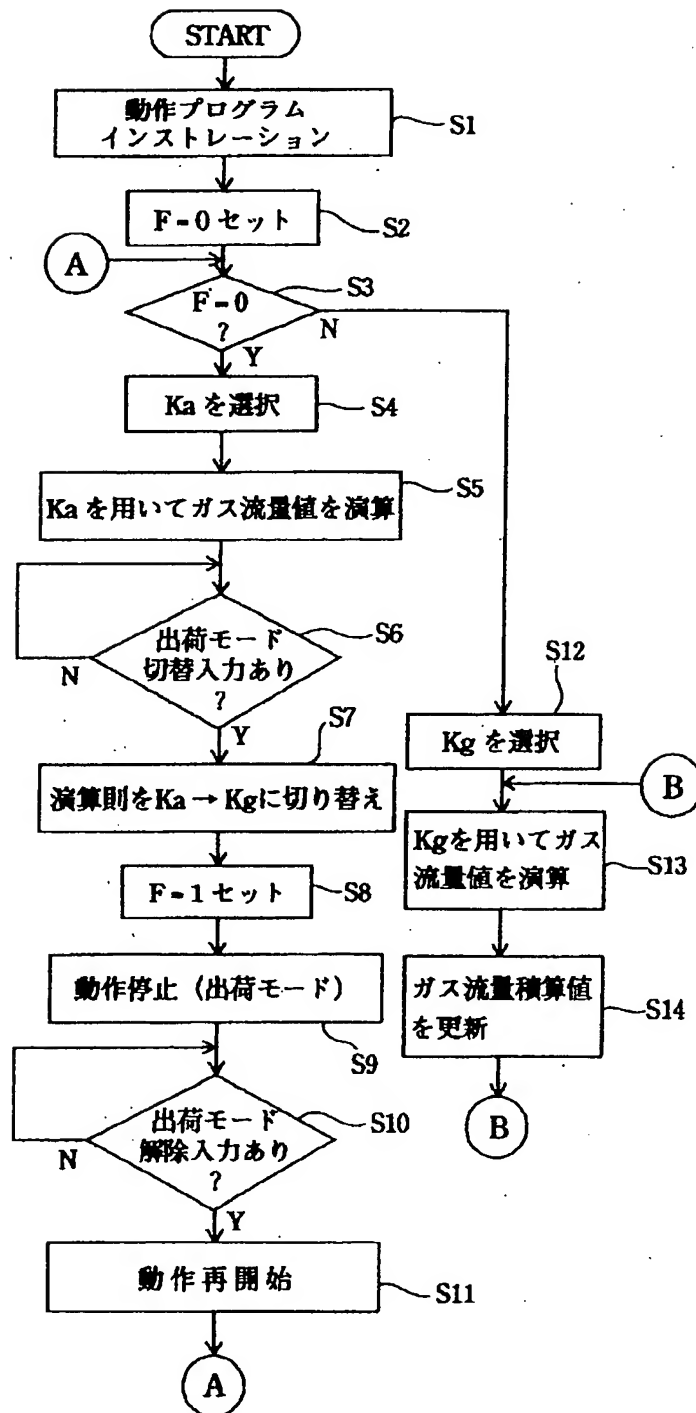 START
動作プログラム
インストレーション
S1
F=0セット
S2
A
F=0
?
S3
N
Y
Kaを選択
S4
Kaを用いてガス流量値を演算
S5
出荷モード
切替入力あり
?
S6
N
Y
演算則をKa→Kgに切り替え
S7
F=1セット
S8
動作停止(出荷モード)
S9
出荷モード
解除入力あり
?
S10
N
Y
動作再開始
S11
A
Kgを選択
S12
B
Kgを用いてガス
流量値を演算
S13
ガス流量積算値
を更新
S14
B